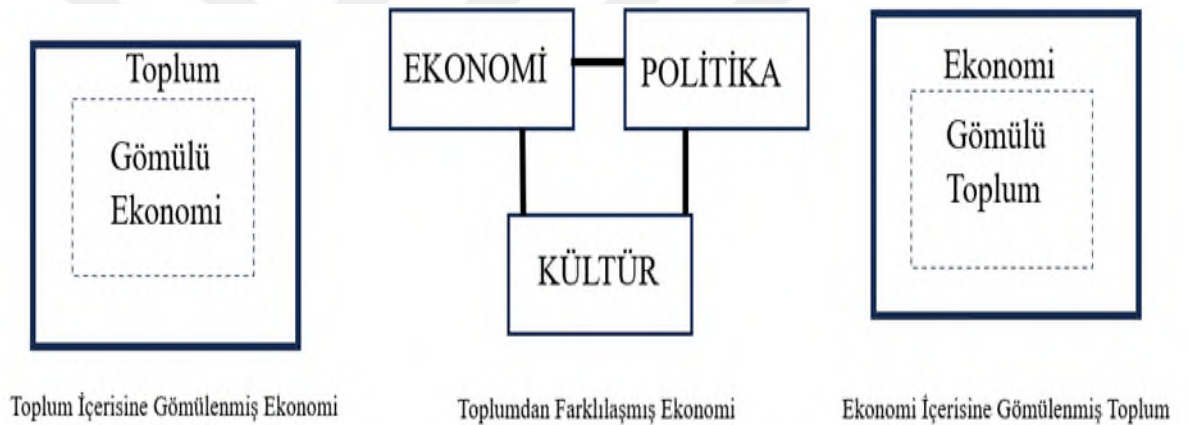 Toplum
Gömülü
Ekonomi
Toplum İçerisine Gömülenmiş Ekonomi
EKONOMİ
POLİTİKA
KÜLTÜR
Toplumdan Farklılaşmış Ekonomi
Ekonomi
Gömülü
Toplum
Ekonomi İçerisine Gömülenmiş Toplum